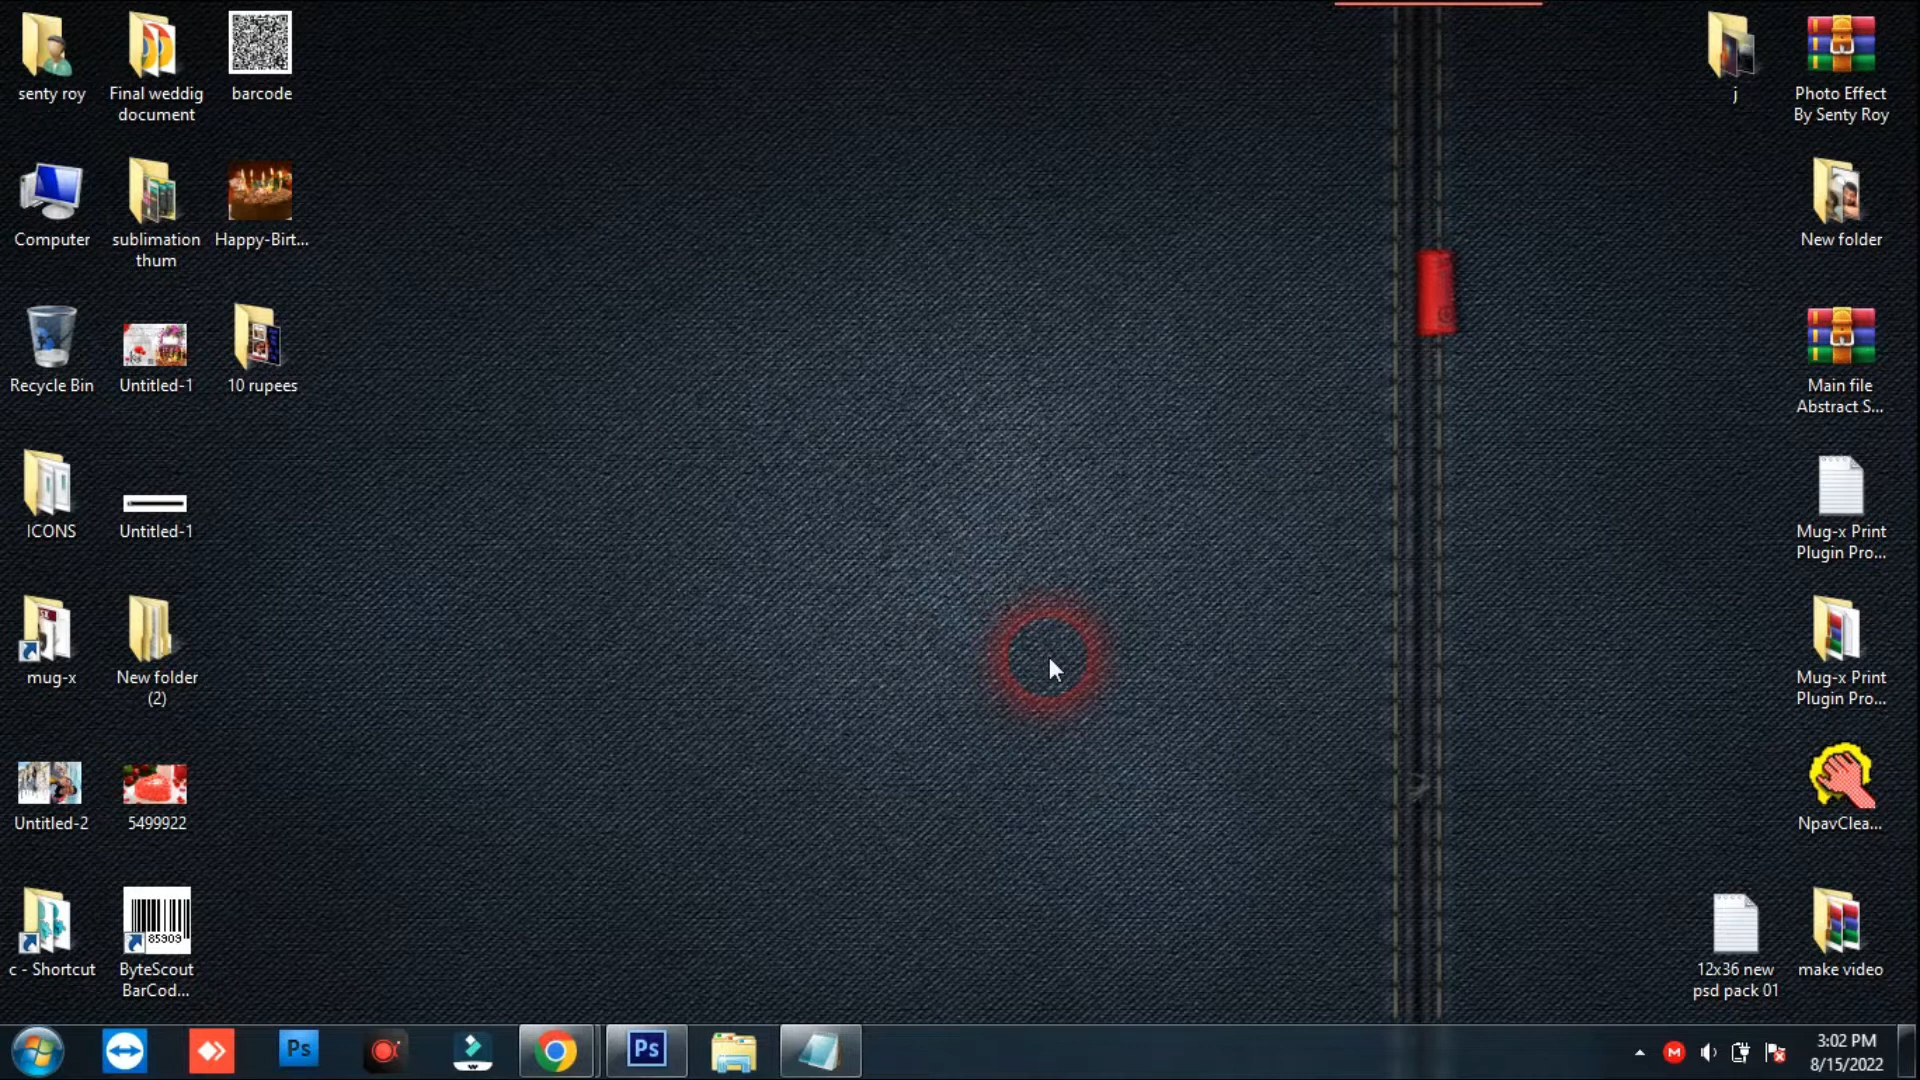 senty roy
Final weddig
document
barcode
j
Photo Effect
By Senty Roy
Computer
sublimation
thum
Happy-Birt...
New folder
Recycle Bin
Untitled-1
10 rupees
Main file
Abstract S...
ICONS
Untitled-1
Mug-x Print
Plugin Pro...
mug-x
New folder
(2)
Mug-x Print
Plugin Pro...
Untitled-2
5499922
NpavClea...
85909
c - Shortcut
ByteScout
BarCod...
12x36 new
psd pack 01
make video
Ps
W
Ps
M
3:02 PM
8/15/2022